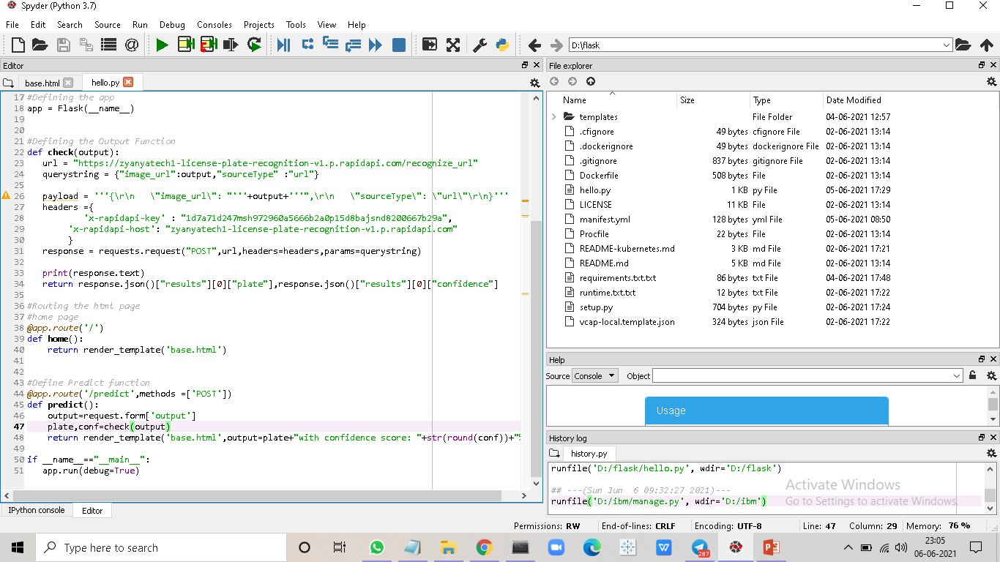 Spyder (Python 3.7)
File Edit Search Source Run Debug Consoles Projects Tools View Help
D:\flask
Editor
base.html
hello.py
17 #Defining the app
18 app = Flask(__name__)
19
20
21 #Defining the Output Function
22 def check(output):
23 url = "https://zyanyatech1-license-plate-recognition-v1.p.rapidapi.com/recognize_url"
24 querystring = {"image_url":output,"sourceType" :"url"}
25
26 payload = '''{\r\n \"image_url\": "'''+output+'''",\r\n \"sourceType\": \"url\"\r\n}'''
27 headers ={
28 'x-rapidapi-key' : "1d7a71d247msh972960a5666b2a0p15d8bajsnd8200667b29a",
29 'x-rapidapi-host': "zyanyatech1-license-plate-recognition-v1.p.rapidapi.com"
30 }
31 response = requests.request("POST",url,headers=headers,params=querystring)
32
33 print(response.text)
34 return response.json()["results"][0]["plate"],response.json()["results"][0]["confidence"]
35
36 #Routing the html page
37 #home page
38 @app.route('/')
39 def home():
40 return render_template('base.html')
41
42
43 #Define Predict function
44 @app.route('/predict',methods =['POST'])
45 def predict():
46 output=request.form['output']
47 plate,conf=check(output)
48 return render_template('base.html',output=plate+"with confidence score: "+str(round(conf))+"%
49
50 if __name__=="__main__":
51 app.run(debug=True)
IPython console Editor
File explorer
Name Size Type Date Modified
templates File Folder 04-06-2021 12:57
.cfignore 49 bytes cfignore File 02-06-2021 13:14
.dockerignore 49 bytes dockerignore File 02-06-2021 13:14
.gitignore 837 bytes gitignore File 02-06-2021 13:14
Dockerfile 508 bytes File 02-06-2021 13:14
hello.py 1 KB py File 05-06-2021 17:29
LICENSE 11 KB File 02-06-2021 13:14
manifest.yml 128 bytes yml File 05-06-2021 08:50
Procfile 22 bytes File 02-06-2021 13:14
README-kubernetes.md 3 KB md File 02-06-2021 17:21
README.md 5 KB md File 02-06-2021 13:14
requirements.txt.txt 86 bytes txt File 04-06-2021 17:48
runtime.txt.txt 12 bytes txt File 02-06-2021 17:22
setup.py 704 bytes py File 02-06-2021 17:24
vcap-local.template.json 324 bytes json File 02-06-2021 17:22
Help
Source Console Object
Usage
History log
history.py
runfile('D:/flask/hello.py', wdir='D:/flask')
## ---(Sun Jun 6 09:32:27 2021)---
runfile('D:/ibm/manage.py', wdir='D:/ibm')
Activate Windows
Go to Settings to activate Windows.
Permissions: RW End-of-lines: CRLF Encoding: UTF-8 Line: 47 Column: 29 Memory: 76 %
Type here to search
287
23:05
06-06-2021